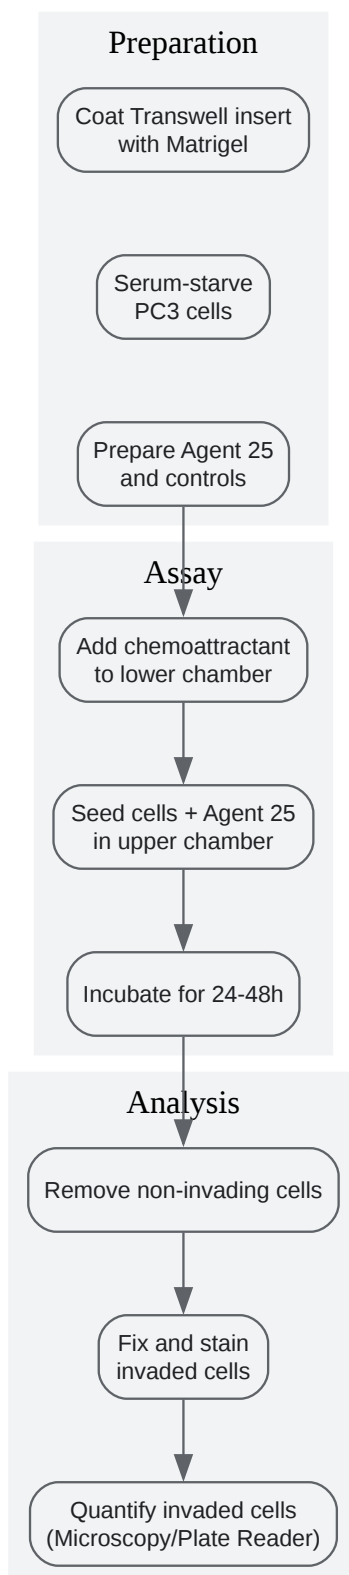 Preparation
Coat Transwell insert
with Matrigel
Serum-starve
PC3 cells
Prepare Agent 25
and controls
Assay
Add chemoattractant
to lower chamber
Seed cells + Agent 25
in upper chamber
Incubate for 24-48h
Analysis
Remove non-invading cells
Fix and stain
invaded cells
Quantify invaded cells
(Microscopy/Plate Reader)